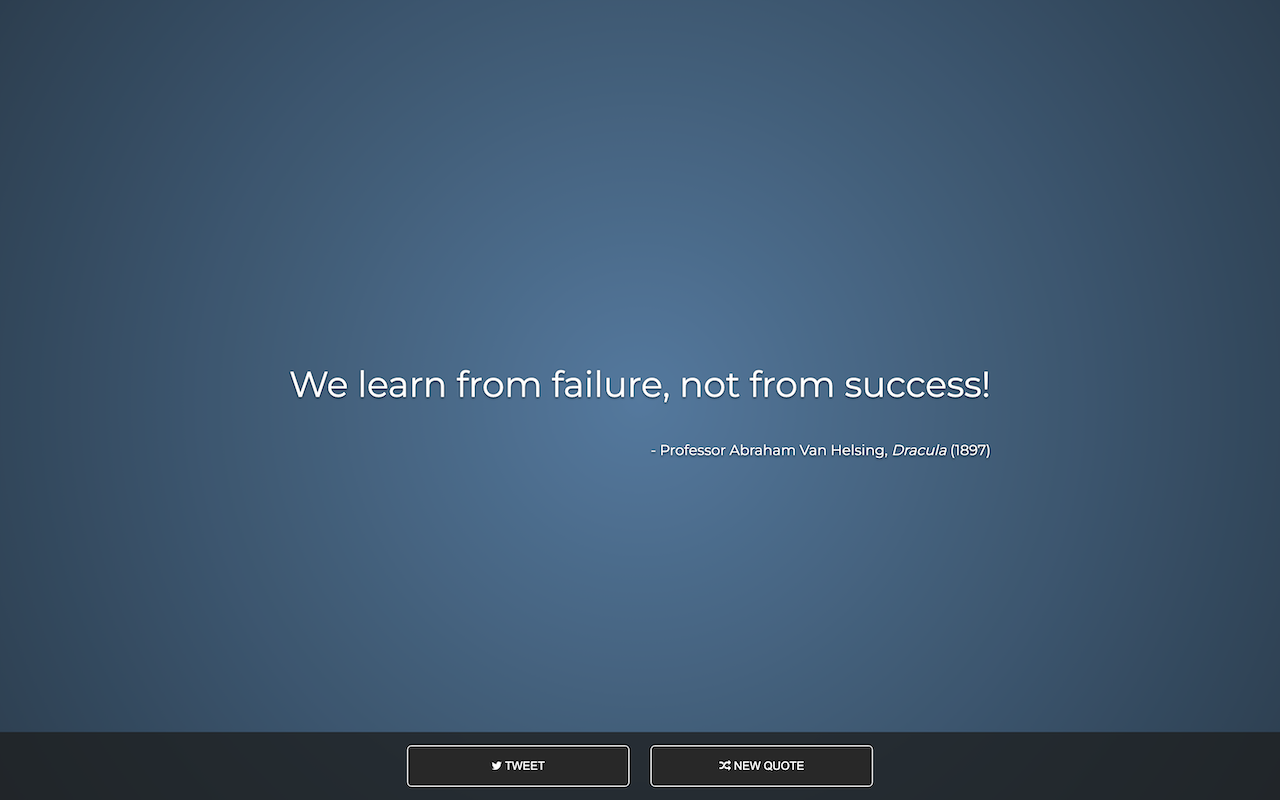 We learn from failure, not from success!
- Professor Abraham Van Helsing, Dracula (1897)
TWEET
NEW QUOTE